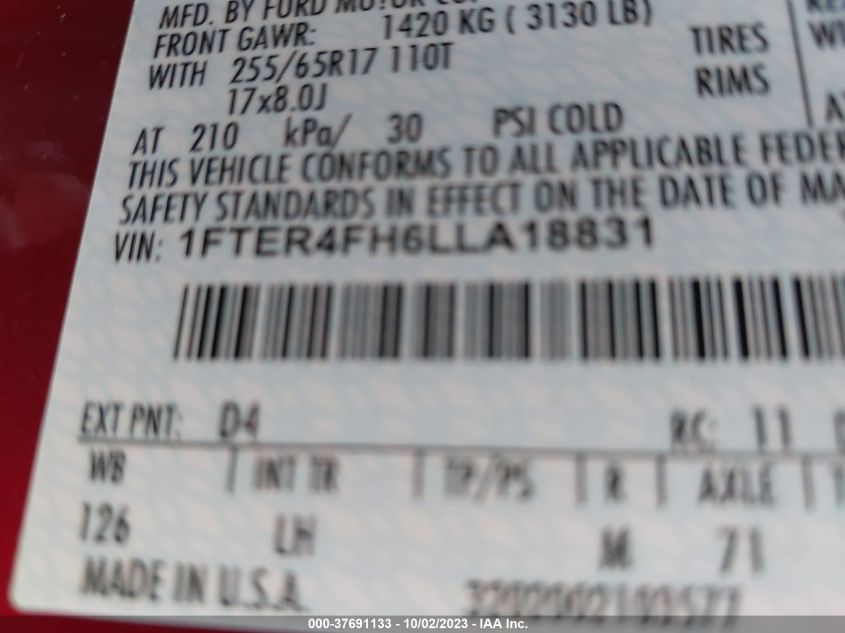 MFD. BY FORD MOTOR CO.
FRONT GAWR: 1420 KG ( 3130 LB)
WITH 255/65R17 110T TIRES
17x8.0J RIMS
AT 210 kPa/ 30 PSI COLD
THIS VEHICLE CONFORMS TO ALL APPLICABLE FEDER
SAFETY STANDARDS IN EFFECT ON THE DATE OF MA
VIN: 1FTER4FH6LLA18831
EXT PNT: D4 RC: 11
WB INT TR TP/PS R AXLE
126 LH M 71
MADE IN U.S.A.
000-37691133 - 10/02/2023 - IAA Inc.